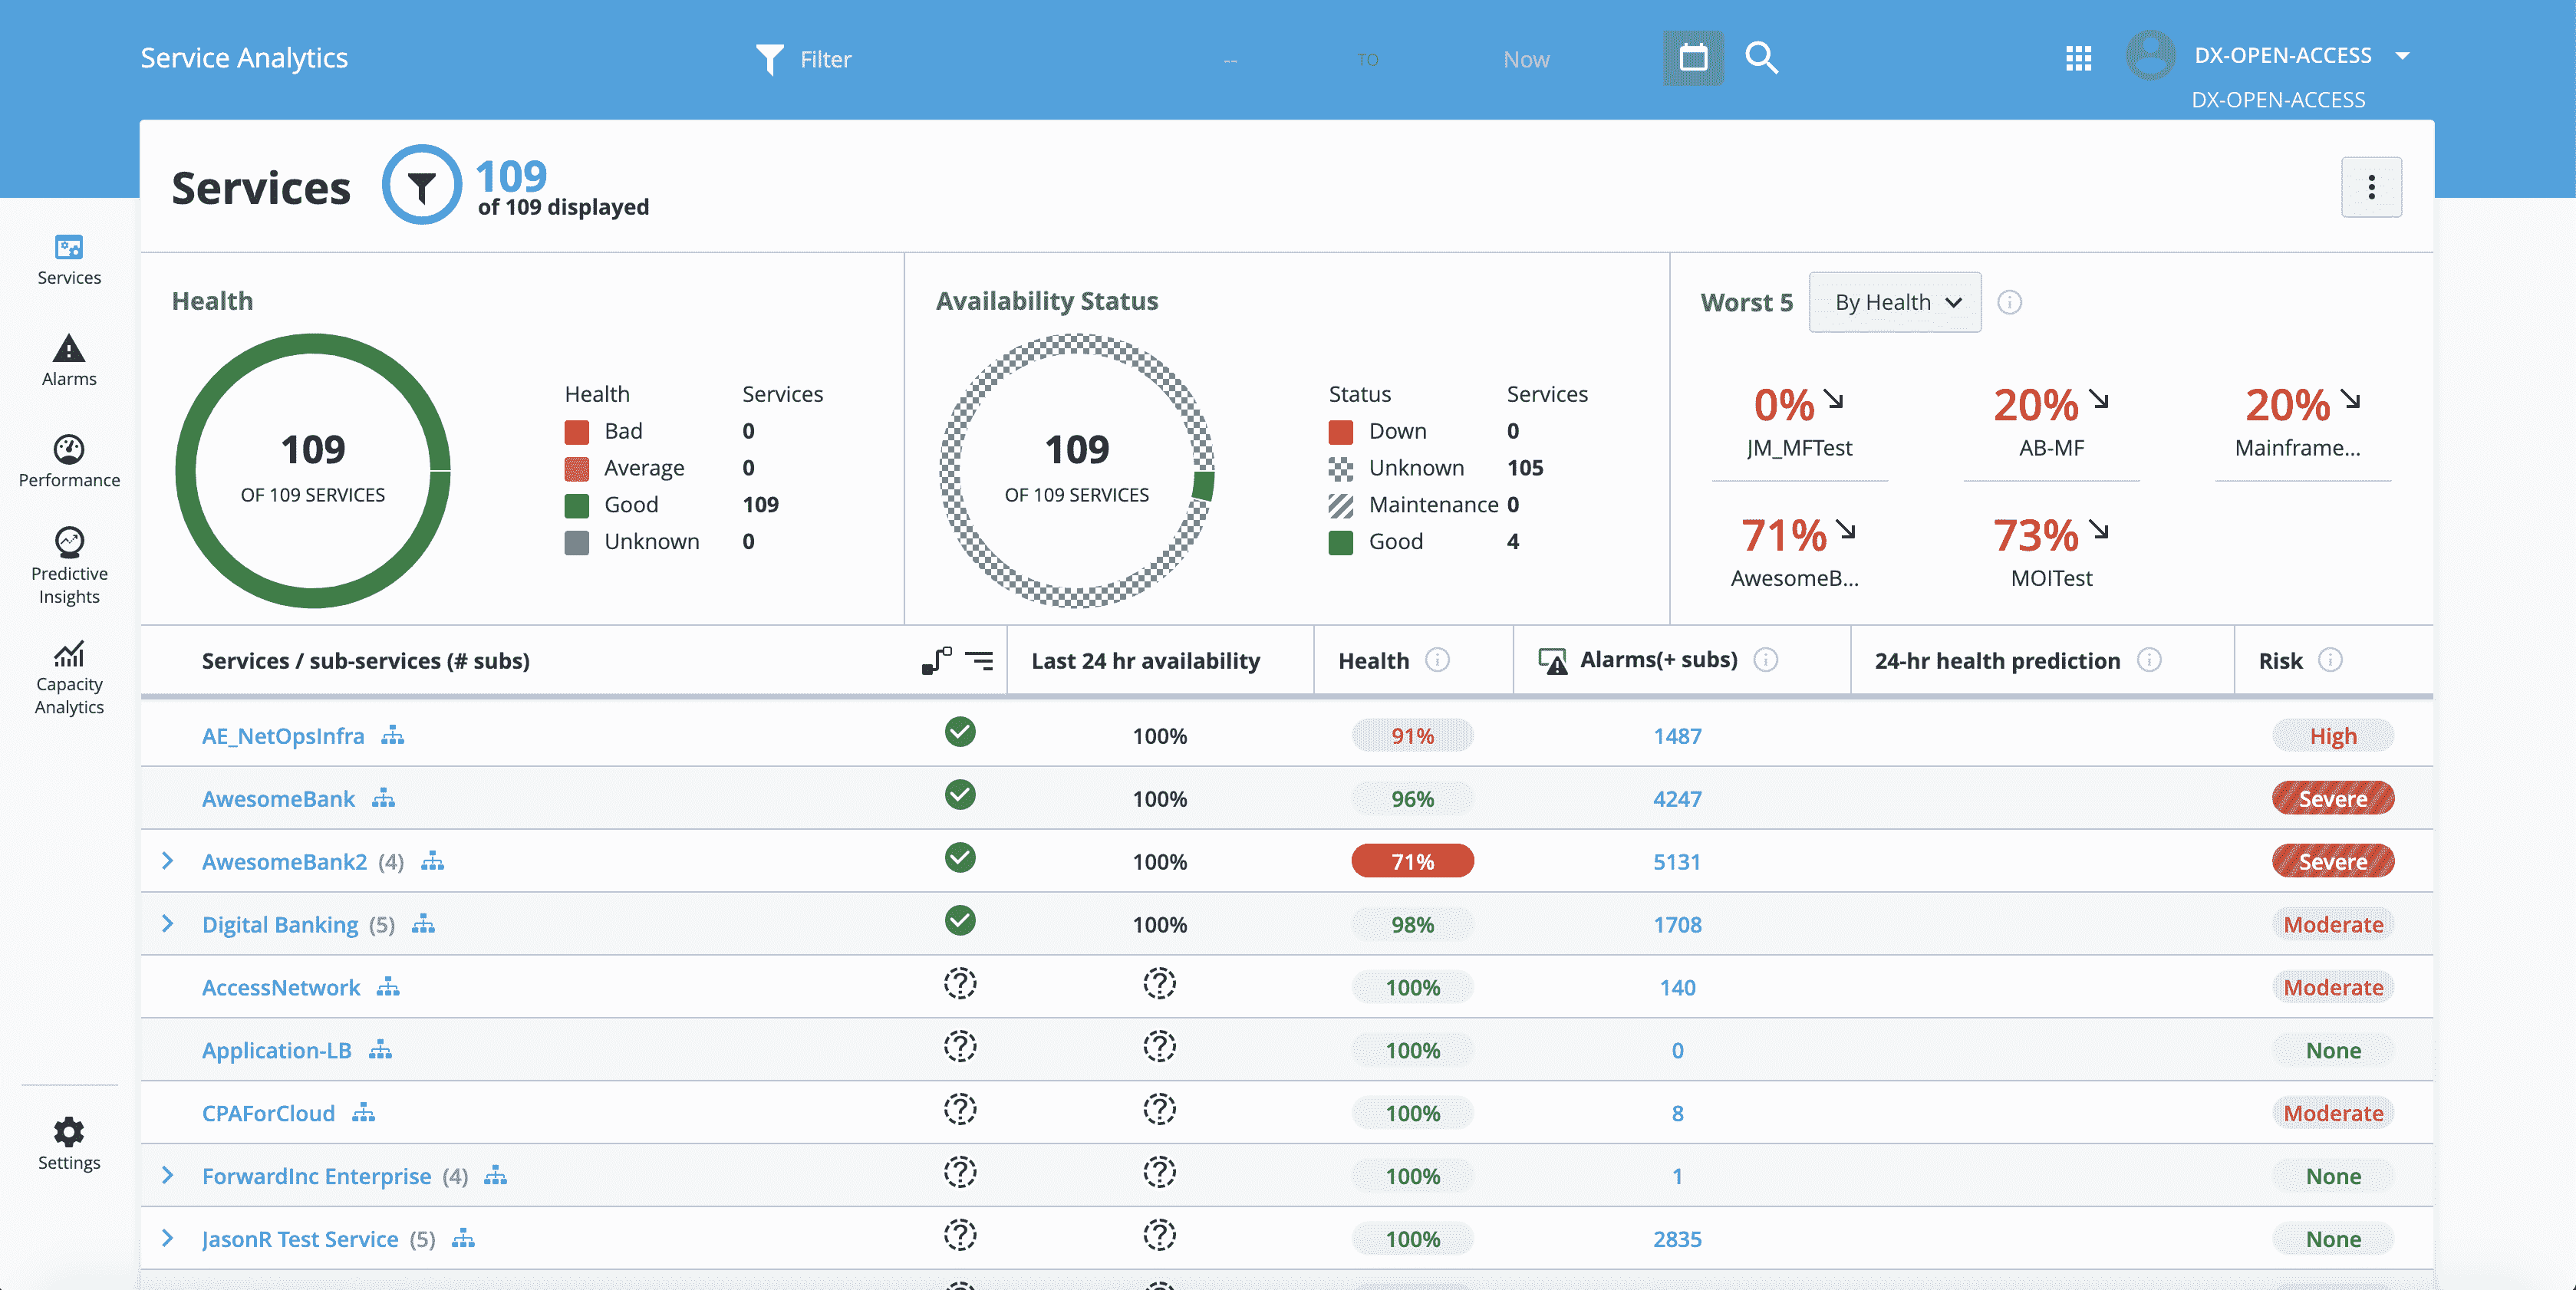 Service Analytics
Filter
--
TO
Now
DX-OPEN-ACCESS
DX-OPEN-ACCESS
Services
109
of 109 displayed
Services
Alarms
Performance
Predictive
Insights
Capacity
Analytics
Settings
Health
109
OF 109 SERVICES
Health Services
Bad 0
Average 0
Good 109
Unknown 0
Availability Status
109
OF 109 SERVICES
Status Services
Down 0
Unknown 105
Maintenance 0
Good 4
Worst 5
By Health
0%
JM_MFTest
20%
AB-MF
20%
Mainframe...
71%
AwesomeB...
73%
MOITest
Services / sub-services (# subs) Last 24 hr availability Health Alarms(+ subs) 24-hr health prediction Risk
AE_NetOpsInfra 100% 91% 1487 High
AwesomeBank 100% 96% 4247 Severe
AwesomeBank2 (4) 100% 71% 5131 Severe
Digital Banking (5) 100% 98% 1708 Moderate
AccessNetwork ? ? 100% 140 Moderate
Application-LB ? ? 100% 0 None
CPAForCloud ? ? 100% 8 Moderate
ForwardInc Enterprise (4) ? ? 100% 1 None
JasonR Test Service (5) ? ? 100% 2835 None